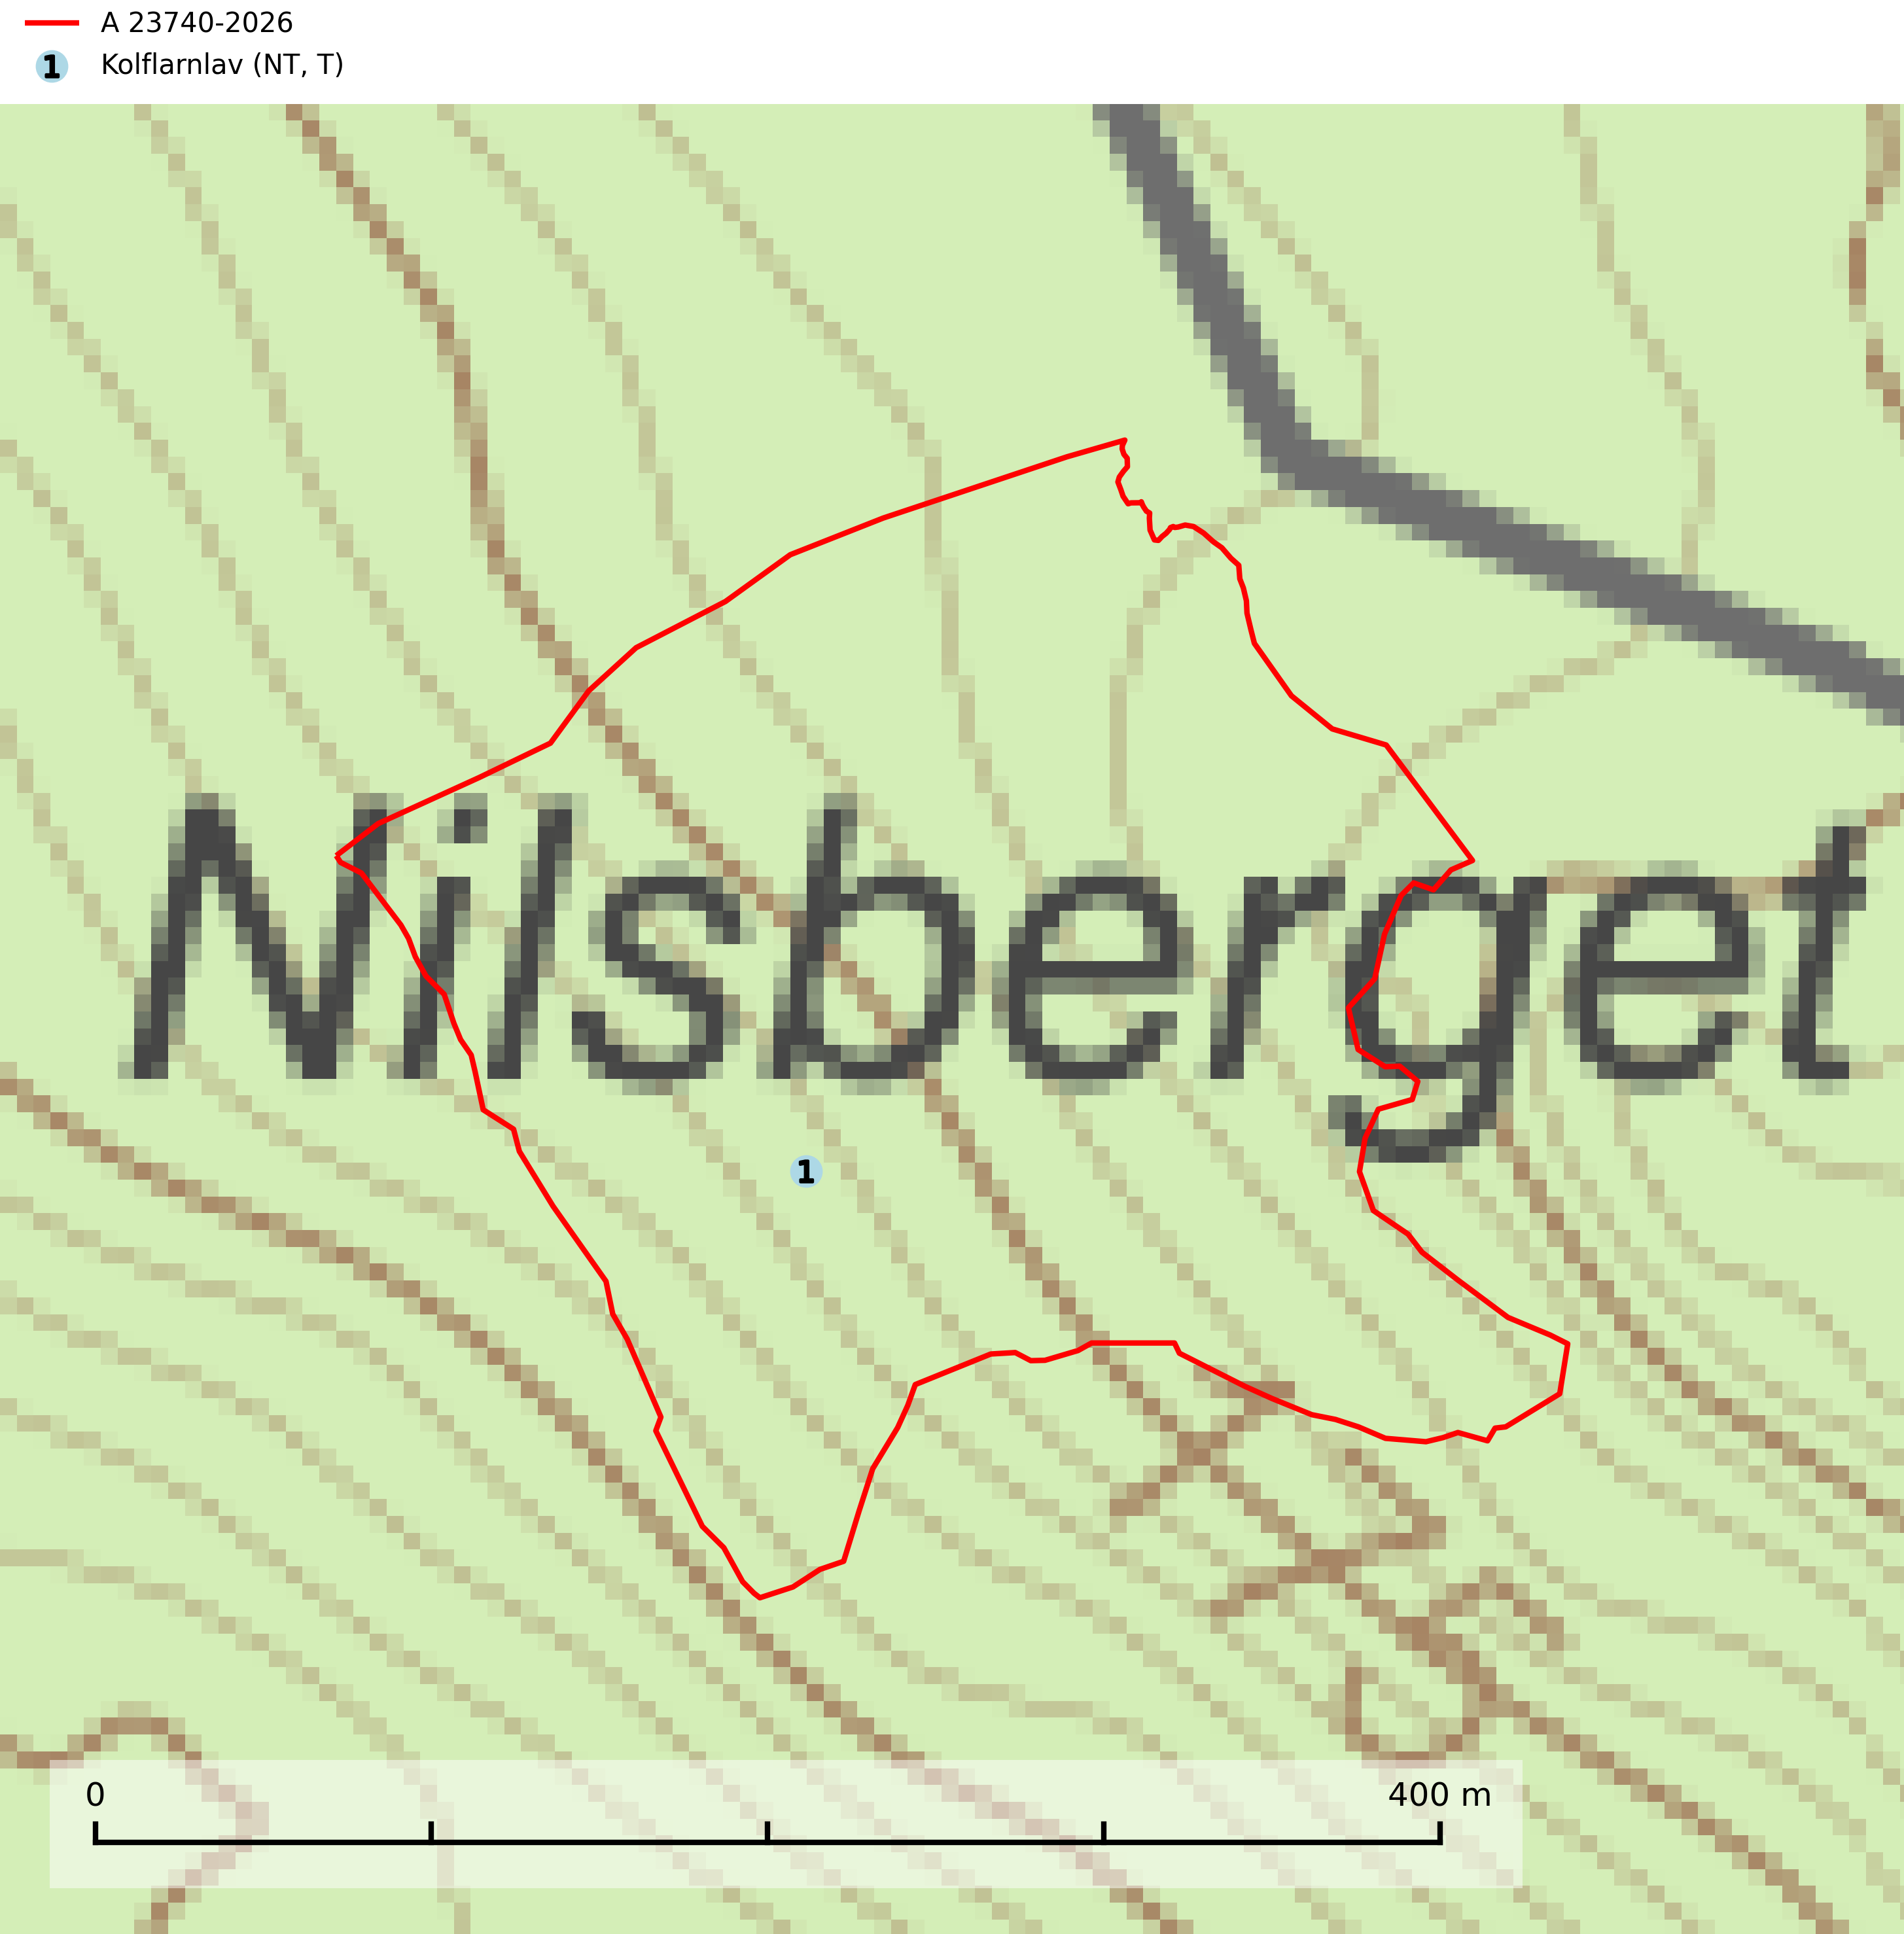 A 23740-2026
1 Kolflarnlav (NT, T)
Nilsberget
1
0 400 m